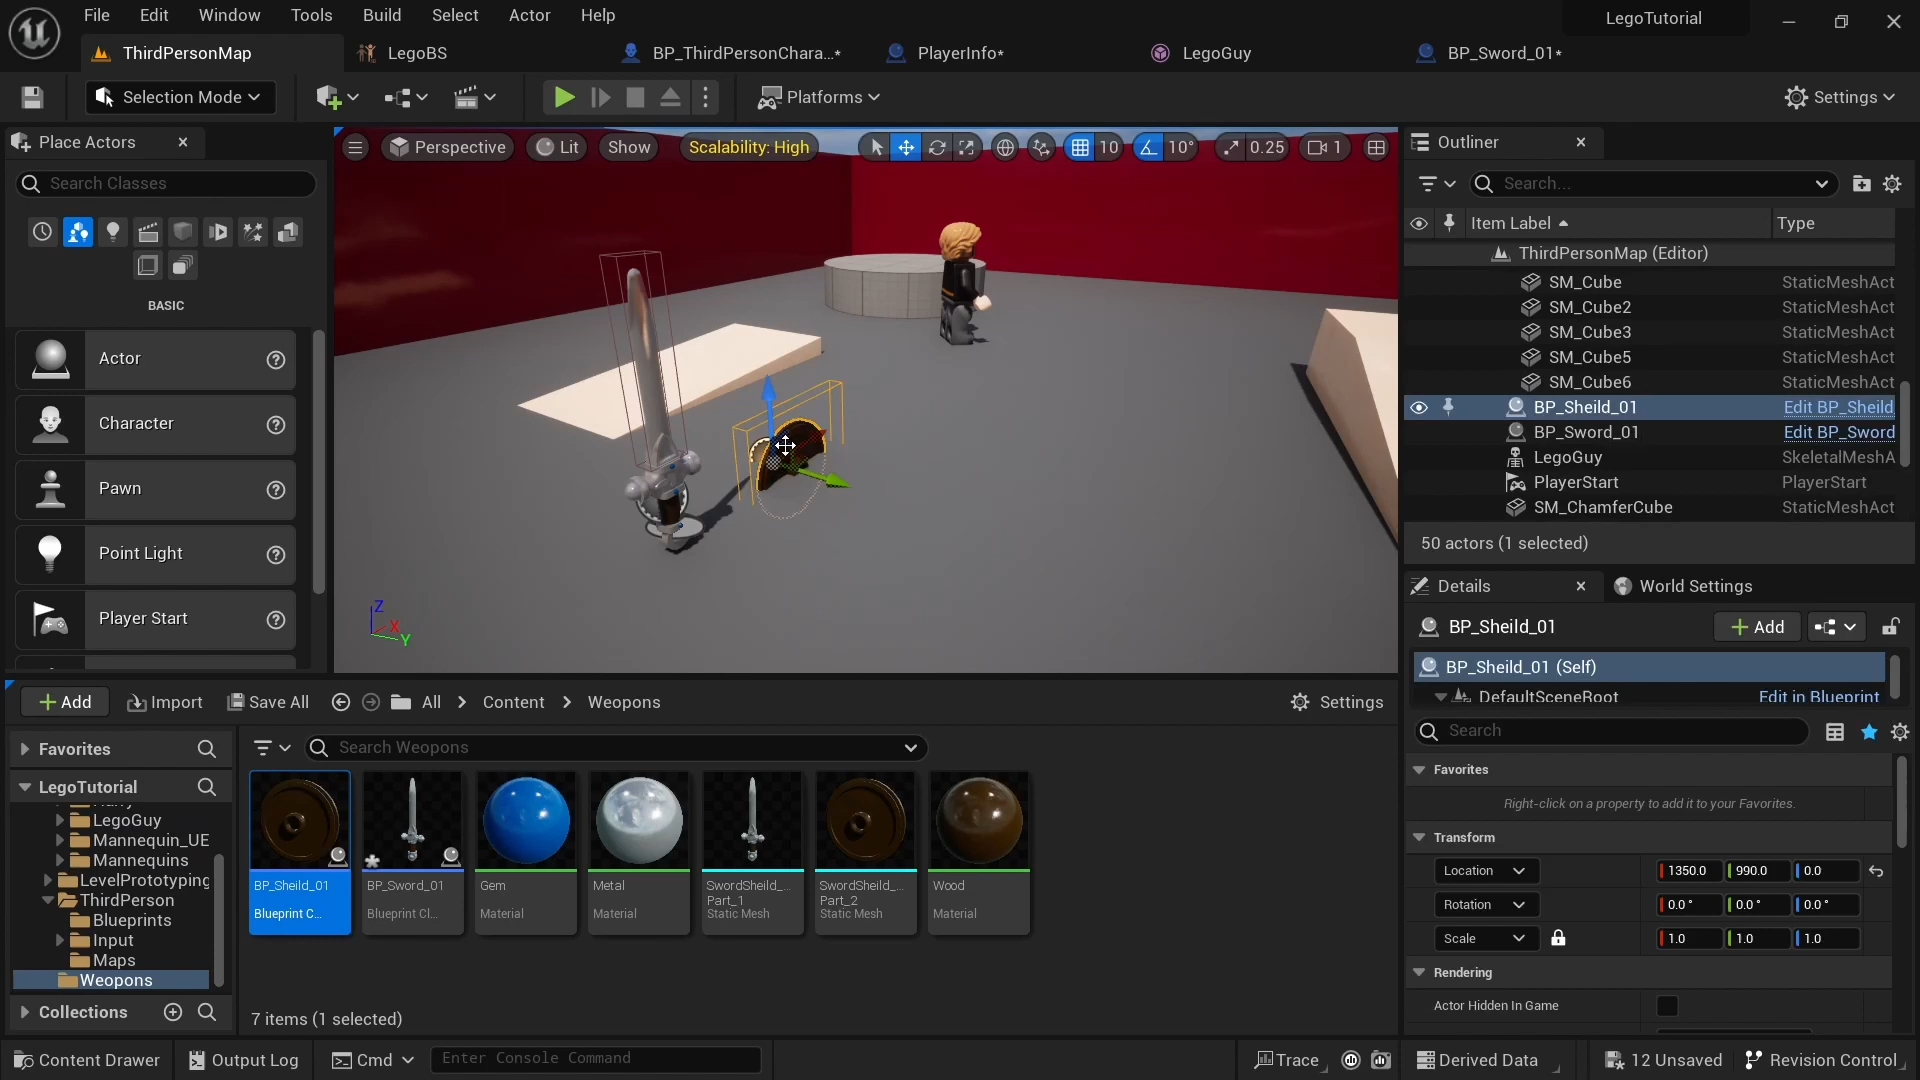 File Edit Window Tools Build Select Actor Help
LegoTutorial
ThirdPersonMap
LegoBS
BP_ThirdPersonChara...*
PlayerInfo*
LegoGuy
BP_Sword_01*
Selection Mode
Platforms
Settings
Place Actors
Search Classes
BASIC
Actor
Character
Pawn
Point Light
Player Start
Perspective
Lit
Show
Scalability: High
10
10°
0.25
1
Z
X
Y
Outliner
Search...
Item Label
Type
ThirdPersonMap (Editor)
SM_Cube StaticMeshAct
SM_Cube2 StaticMeshAct
SM_Cube3 StaticMeshAct
SM_Cube5 StaticMeshAct
SM_Cube6 StaticMeshAct
BP_Sheild_01 Edit BP_Sheild
BP_Sword_01 Edit BP_Sword
LegoGuy SkeletalMeshA
PlayerStart PlayerStart
SM_ChamferCube StaticMeshAct
50 actors (1 selected)
Details
World Settings
BP_Sheild_01
Add
BP_Sheild_01 (Self)
DefaultSceneRoot Edit in Blueprint
Search
Favorites
Right-click on a property to add it to your Favorites.
Transform
Location 1350.0 990.0 0.0
Rotation 0.0° 0.0° 0.0°
Scale 1.0 1.0 1.0
Rendering
Actor Hidden In Game
Add
Import
Save All
All
Content
Weopons
Settings
Favorites
LegoTutorial
LegoGuy
Mannequin_UE
Mannequins
LevelPrototyping
ThirdPerson
Blueprints
Input
Maps
Weopons
Collections
Search Weopons
BP_Sheild_01
Blueprint C...
BP_Sword_01
Blueprint Cl...
Gem
Material
Metal
Material
SwordSheild_...
Part_1
Static Mesh
SwordSheild_...
Part_2
Static Mesh
Wood
Material
7 items (1 selected)
Content Drawer
Output Log
Cmd
Enter Console Command
Trace
Derived Data
12 Unsaved
Revision Control